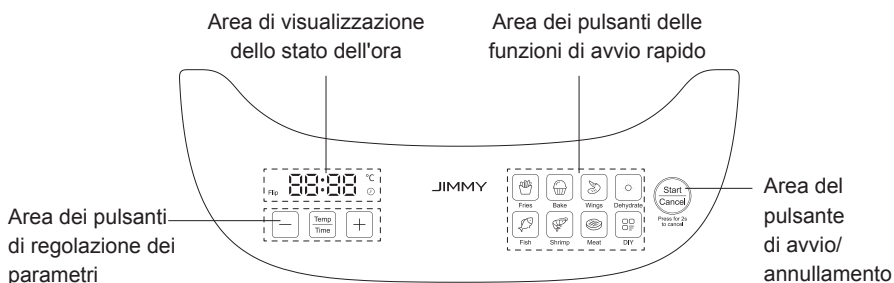 Area di visualizzazione
dello stato dell'ora
Area dei pulsanti delle
funzioni di avvio rapido
Flip
88:88
°C
JIMMY
Fries
Bake
Wings
Dehydrate
Start
Cancel
Press for 2s
to cancel
Area dei pulsanti
di regolazione dei
parametri
−
Temp
Time
+
Fish
Shrimp
Meat
DIY
Area del
pulsante
di avvio/
annullamento